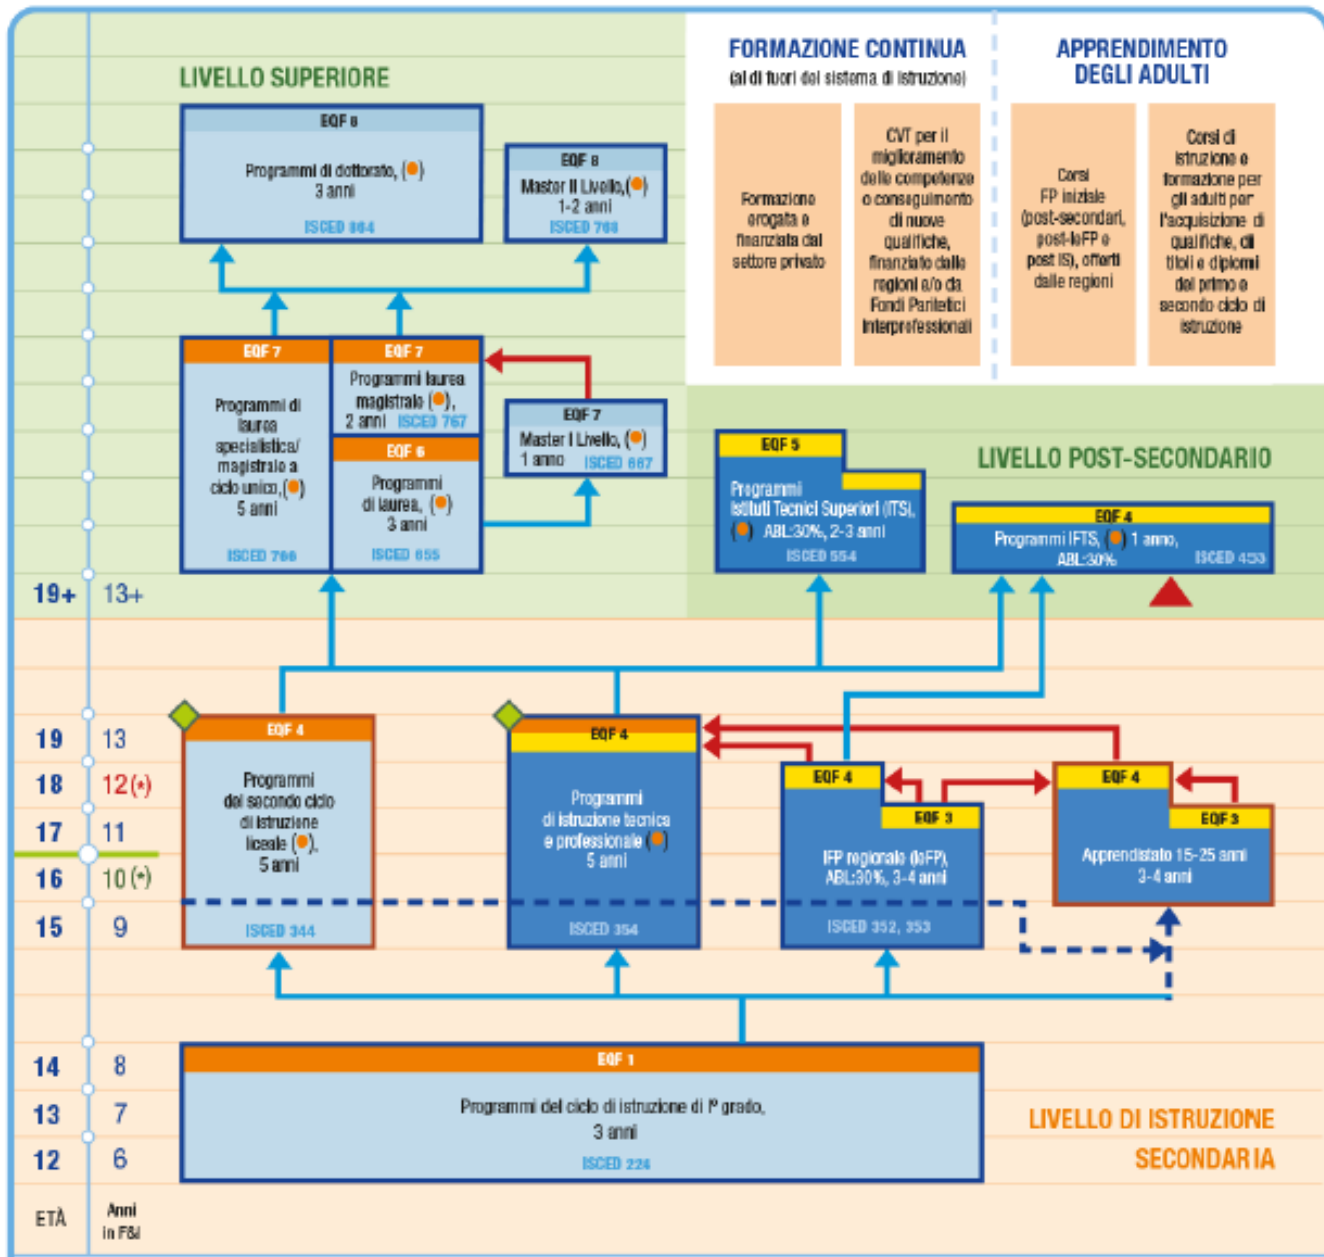 LIVELLO SUPERIORE
EQF 8
Programmi di dottorato, ( )
3 anni
ISCED 864
EQF 8
Master II Livello, ( )
1-2 anni
ISCED 768
EQF 7
Programmi di
laurea
specialistica/
magistrale a
ciclo unico, ( )
5 anni
ISCED 766
EQF 7
Programmi laurea
magistrale ( ),
2 anni ISCED 767
EQF 6
Programmi
di laurea, ( )
3 anni
ISCED 655
EQF 7
Master I Livello, ( )
1 anno ISCED 667
FORMAZIONE CONTINUA
(al di fuori del sistema di istruzione)
Formazione
erogata e
finanziata dal
settore privato
CVT per il
miglioramento
delle competenze
o conseguimento
di nuove
qualifiche,
finanziato dalle
regioni e/o da
Fondi Paritetici
Interprofessionali
APPRENDIMENTO
DEGLI ADULTI
Corsi
FP iniziale
(post-secondari,
post-IeFP e
post IS), offerti
dalle regioni
Corsi di
istruzione e
formazione per
gli adulti per
l'acquisizione di
qualifiche, di
titoli e diplomi
del primo e
secondo ciclo di
istruzione
LIVELLO POST-SECONDARIO
EQF 5
Programmi
Istituti Tecnici Superiori (ITS),
( ) ABL:30%, 2-3 anni
ISCED 554
EQF 4
Programmi IFTS, ( ) 1 anno,
ABL:30% ISCED 453
19+ 13+
19 13
18 12(*)
17 11
16 10(*)
15 9
EQF 4
Programmi
del secondo ciclo
di istruzione
liceale ( ),
5 anni
ISCED 344
EQF 4
Programmi
di istruzione tecnica
e professionale ( )
5 anni
ISCED 354
EQF 4
EQF 3
IFP regionale (IeFP),
ABL:30%, 3-4 anni
ISCED 352, 353
EQF 4
EQF 3
Apprendistato 15-25 anni
3-4 anni
14 8
13 7
12 6
EQF 1
Programmi del ciclo di istruzione di Iº grado,
3 anni
ISCED 224
LIVELLO DI ISTRUZIONE
SECONDARIA
ETÀ
Anni
in F&I